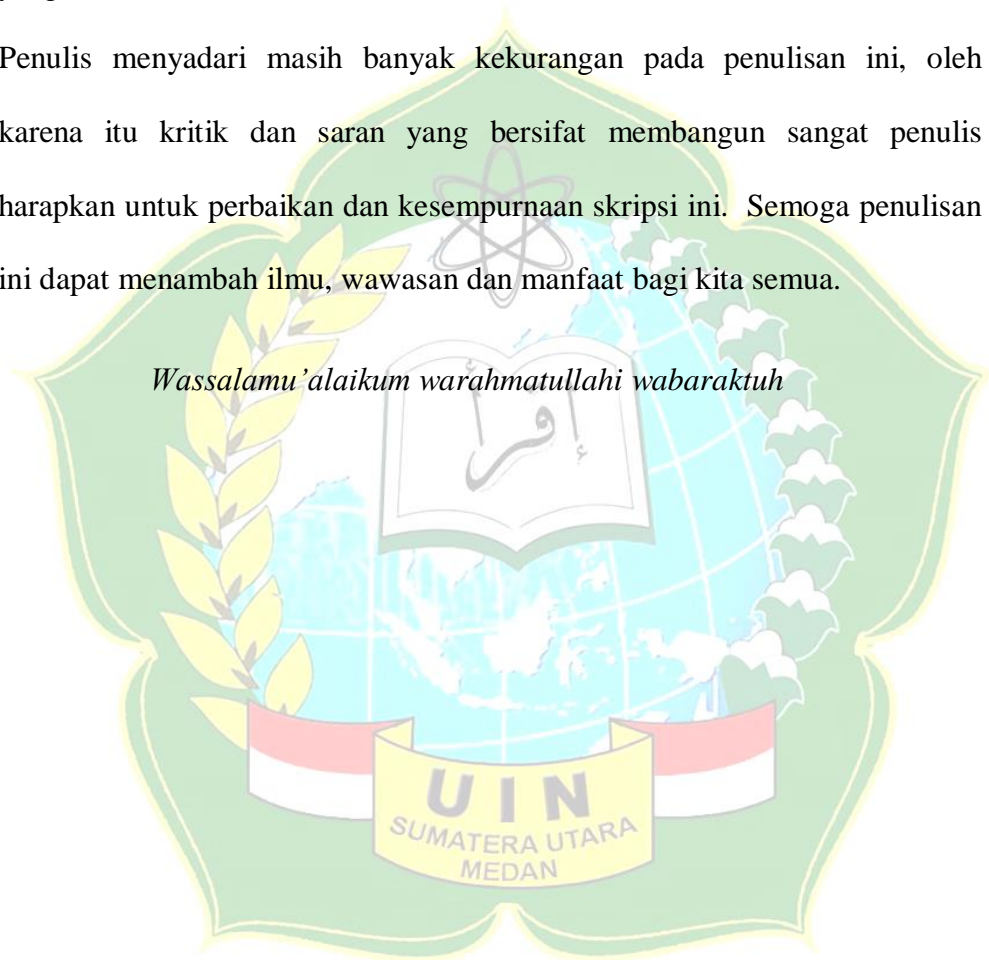 Penulis menyadari masih banyak kekurangan pada penulisan ini, oleh
karena itu kritik dan saran yang bersifat membangun sangat penulis
harapkan untuk perbaikan dan kesempurnaan skripsi ini. Semoga penulisan
ini dapat menambah ilmu, wawasan dan manfaat bagi kita semua.
Wassalamu’alaikum warahmatullahi wabaraktuh
إقرأ
UIN
SUMATERA UTARA
MEDAN